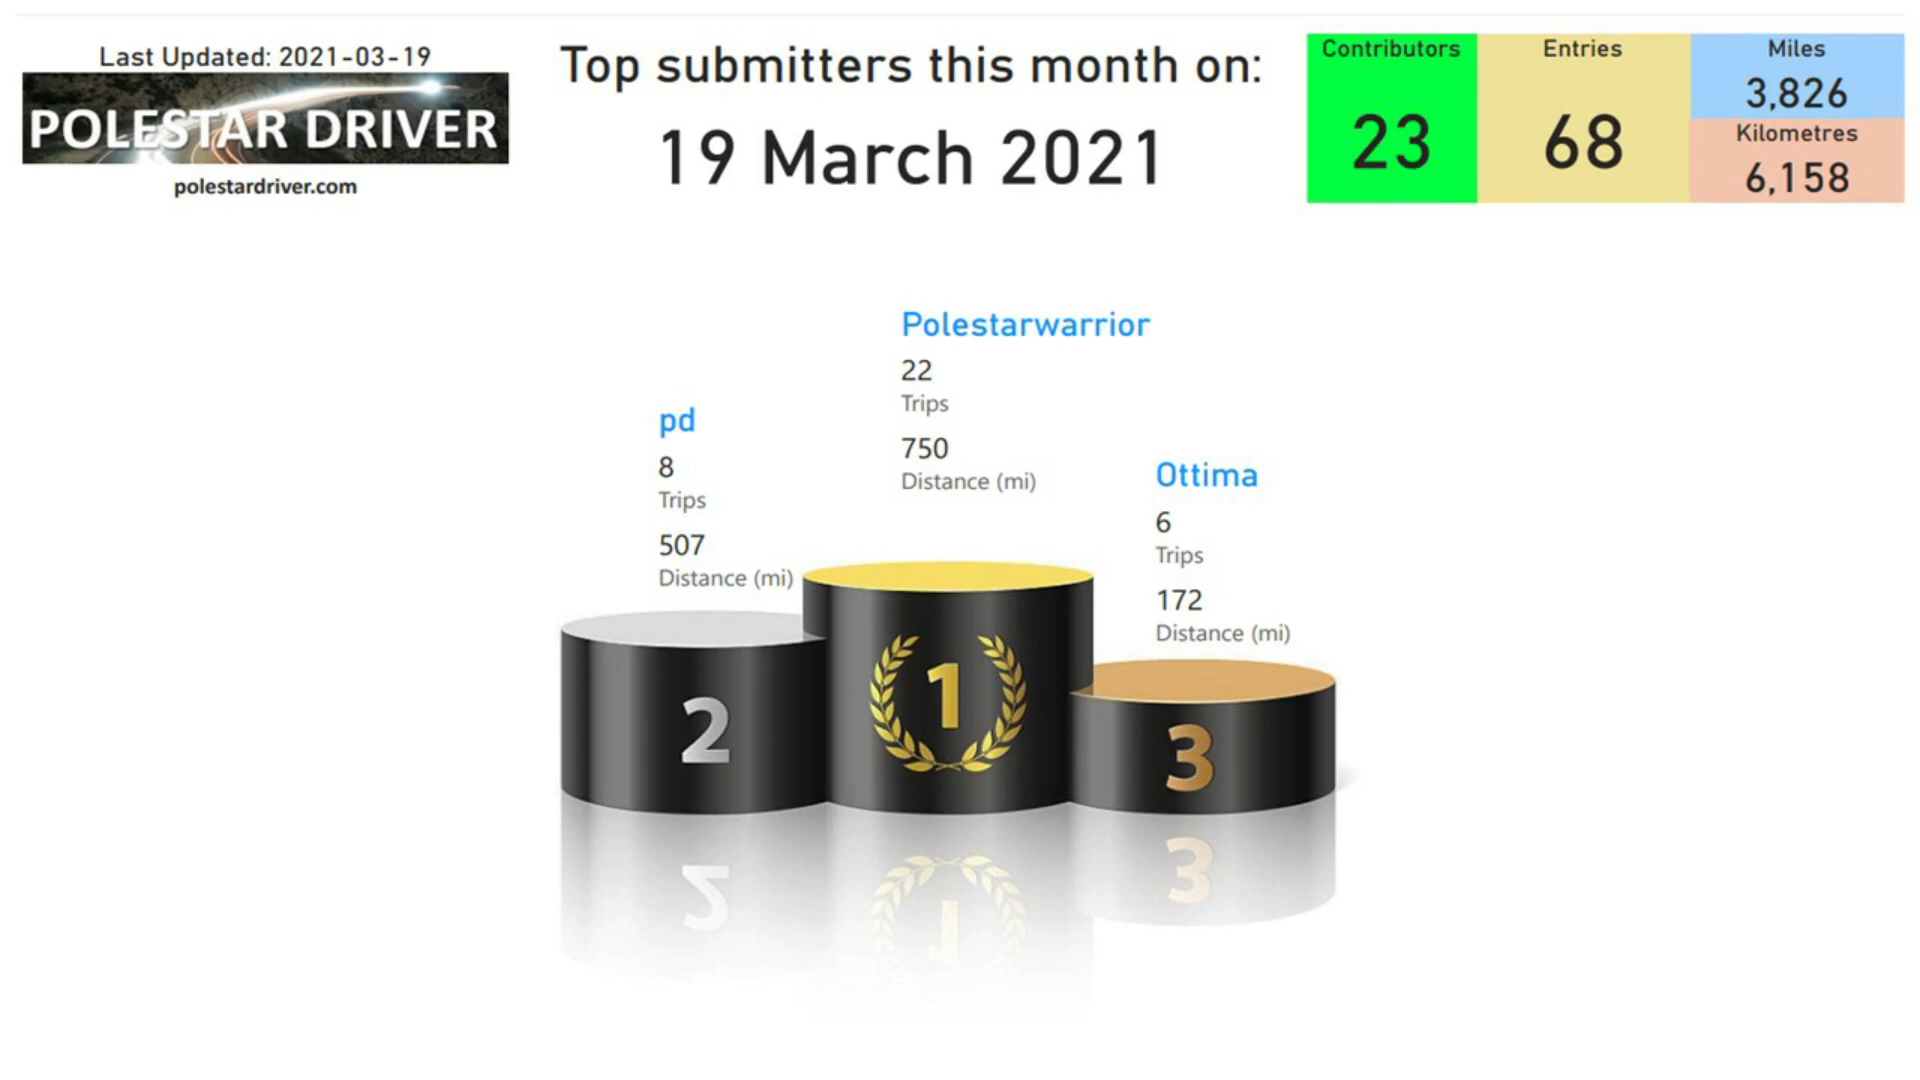 Last Updated: 2021-03-19
POLESTAR DRIVER
polestardriver.com
Top submitters this month on:
19 March 2021
Contributors
23
Entries
68
Miles
3,826
Kilometres
6,158
Polestarwarrior
22
Trips
750
Distance (mi)
pd
8
Trips
507
Distance (mi)
Ottima
6
Trips
172
Distance (mi)
2
1
3